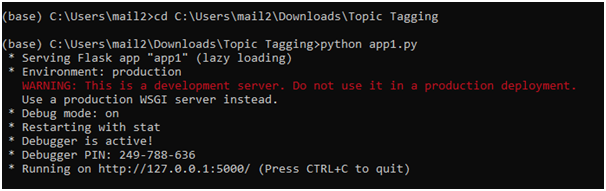 (base) C:\Users\mail2>cd C:\Users\mail2\Downloads\Topic Tagging
(base) C:\Users\mail2\Downloads\Topic Tagging>python app1.py
* Serving Flask app "app1" (lazy loading)
* Environment: production
WARNING: This is a development server. Do not use it in a production deployment.
Use a production WSGI server instead.
* Debug mode: on
* Restarting with stat
* Debugger is active!
* Debugger PIN: 249-788-636
* Running on http://127.0.0.1:5000/ (Press CTRL+C to quit)